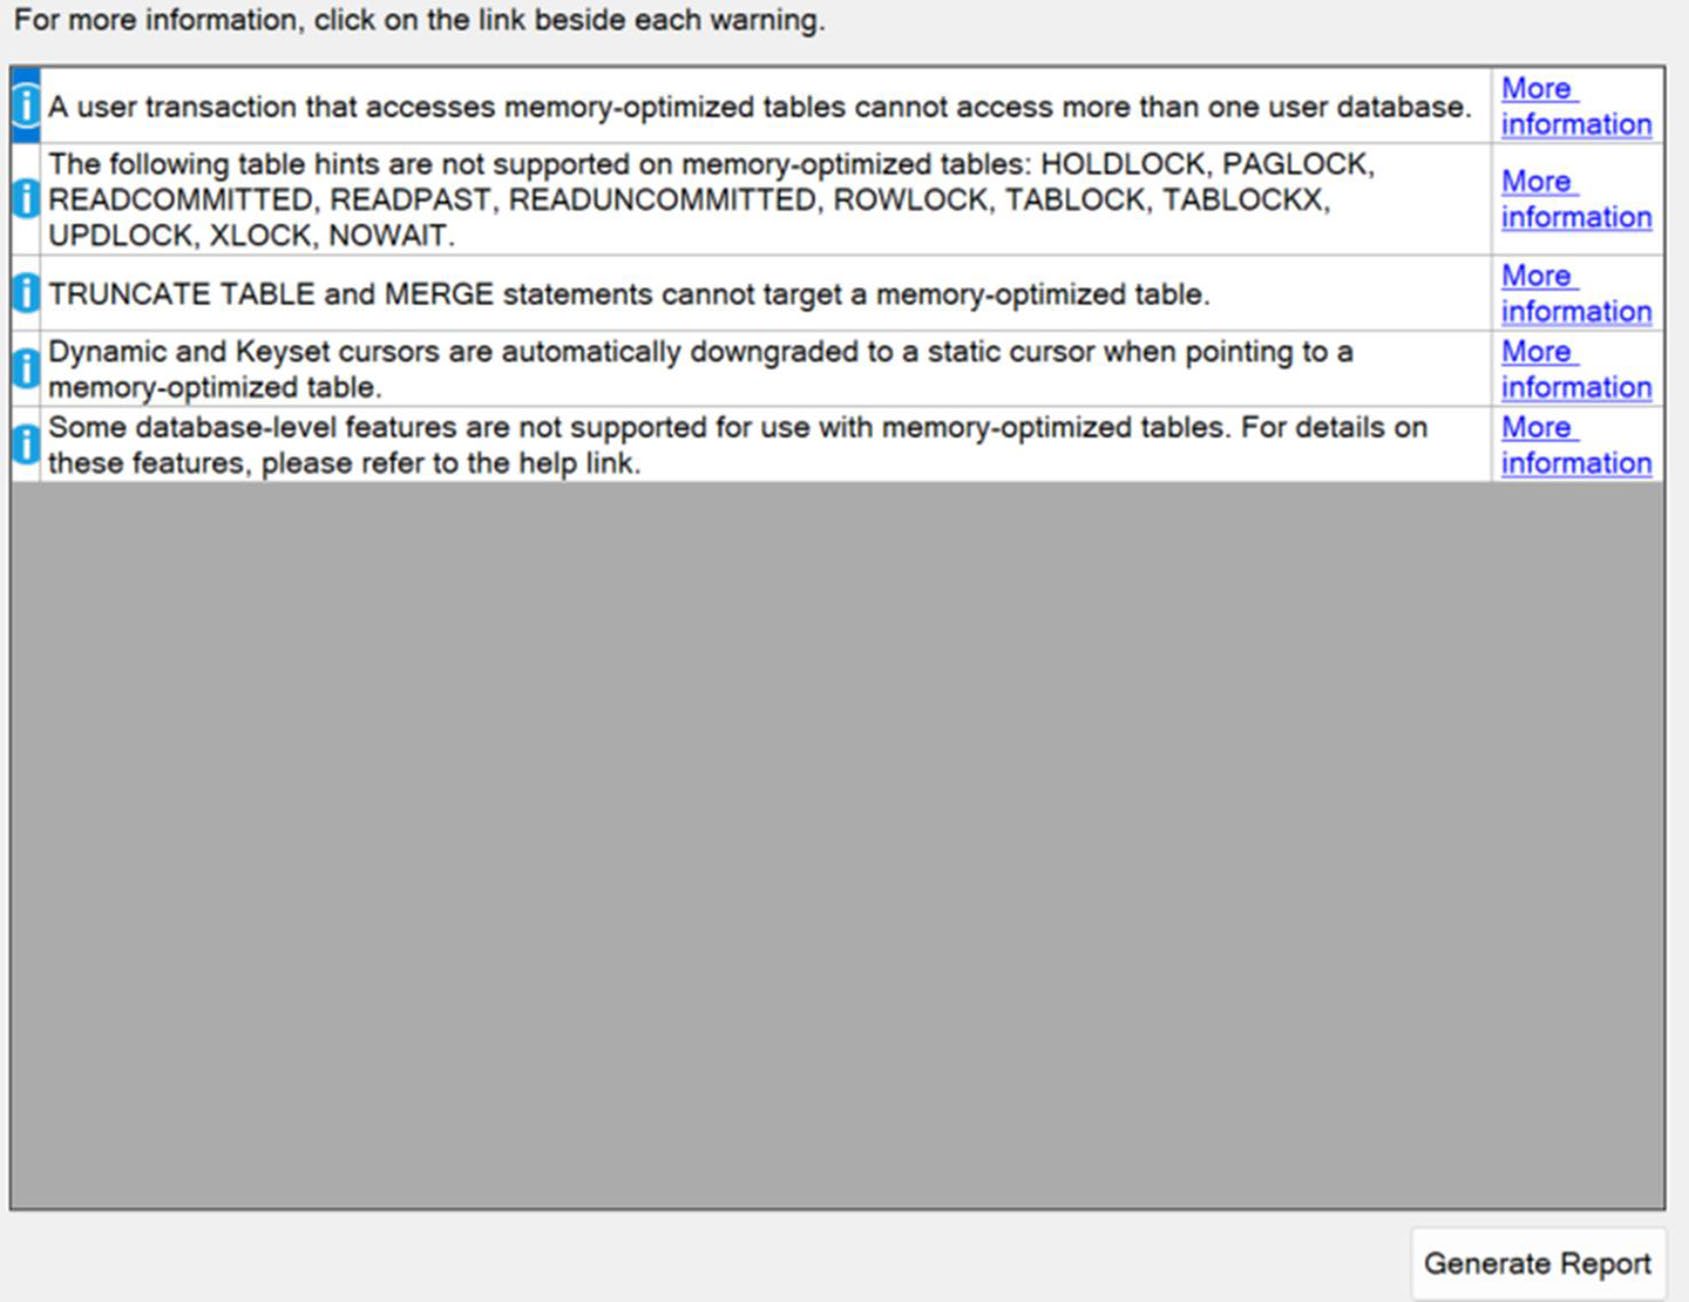 For more information, click on the link beside each warning.
A user transaction that accesses memory-optimized tables cannot access more than one user database.
More
information
The following table hints are not supported on memory-optimized tables: HOLDLOCK, PAGLOCK,
READCOMMITTED, READPAST, READUNCOMMITTED, ROWLOCK, TABLOCK, TABLOCKX,
UPDLOCK, XLOCK, NOWAIT.
More
information
TRUNCATE TABLE and MERGE statements cannot target a memory-optimized table.
More
information
Dynamic and Keyset cursors are automatically downgraded to a static cursor when pointing to a
memory-optimized table.
More
information
Some database-level features are not supported for use with memory-optimized tables. For details on
these features, please refer to the help link.
More
information
Generate Report